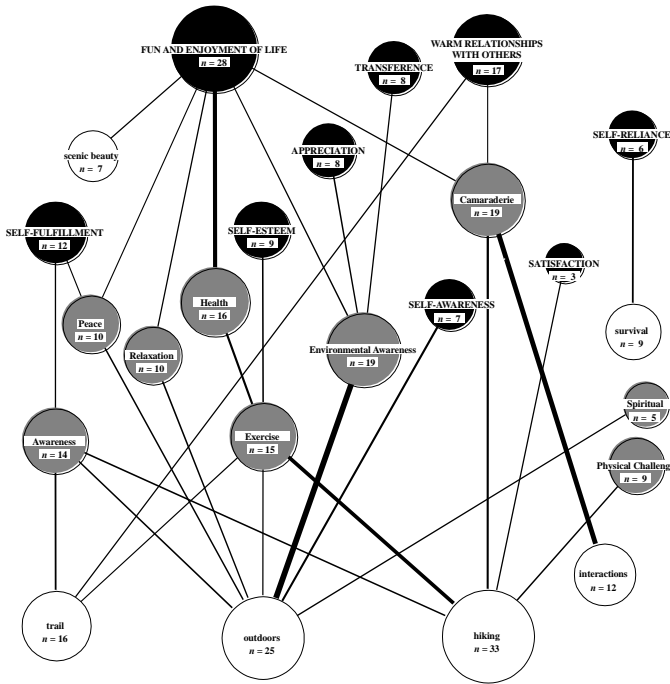 FUN AND ENJOYMENT OF LIFE
n = 28
WARM RELATIONSHIPS
WITH OTHERS
n = 17
TRANSFERENCE
n = 8
SELF-RELIANCE
n = 6
APPRECIATION
n = 8
scenic beauty
n = 7
Camaraderie
n = 19
SELF-FULFILLMENT
n = 12
SELF-ESTEEM
n = 9
SATISFACTION
n = 3
SELF-AWARENESS
n = 7
Health
n = 16
Peace
n = 10
survival
n = 9
Relaxation
n = 10
Environmental Awareness
n = 19
Spiritual
n = 5
Awareness
n = 14
Exercise
n = 15
Physical Challeng
n = 9
interactions
n = 12
trail
n = 16
outdoors
n = 25
hiking
n = 33